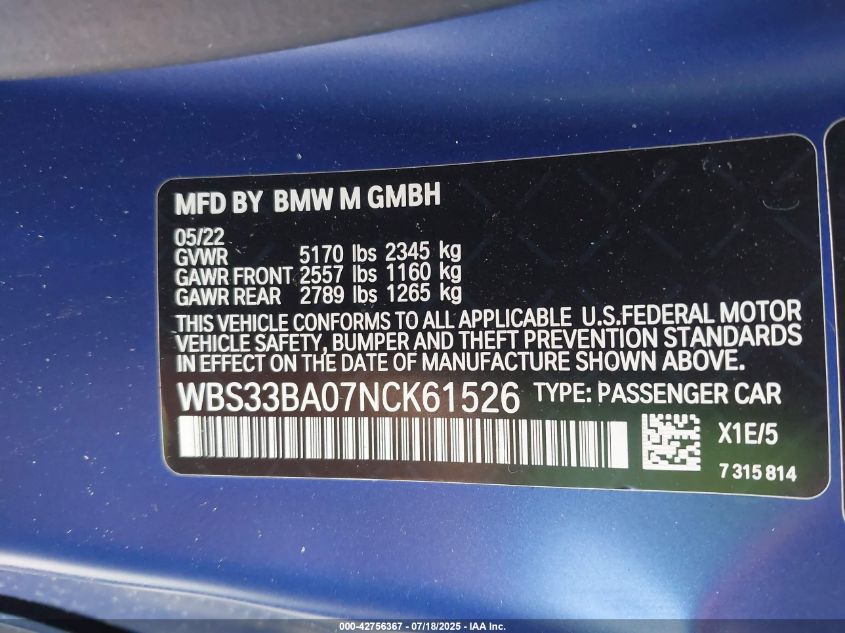 MFD BY BMW M GMBH
05/22
GVWR 5170 lbs 2345 kg
GAWR FRONT 2557 lbs 1160 kg
GAWR REAR 2789 lbs 1265 kg
THIS VEHICLE CONFORMS TO ALL APPLICABLE U.S.FEDERAL MOTOR
VEHICLE SAFETY, BUMPER AND THEFT PREVENTION STANDARDS
IN EFFECT ON THE DATE OF MANUFACTURE SHOWN ABOVE.
WBS33BA07NCK61526 TYPE: PASSENGER CAR
X1E/5
7 315 814
000-42756367 - 07/18/2025 - IAA Inc.